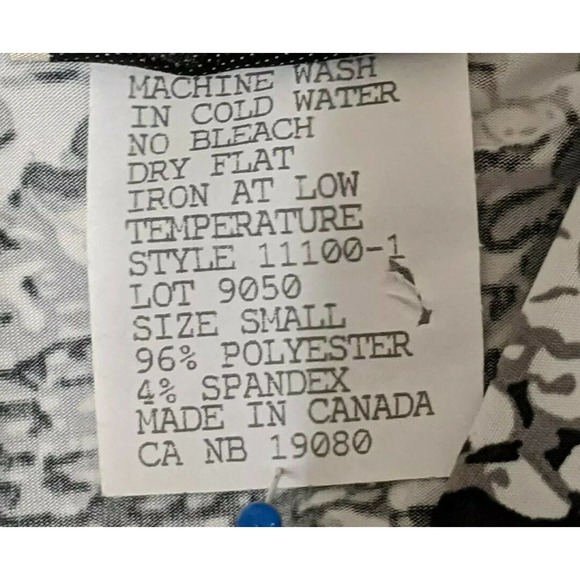 MACHINE WASH
IN COLD WATER
NO BLEACH
DRY FLAT
IRON AT LOW
TEMPERATURE
STYLE 11100-1
LOT 9050
SIZE SMALL
96% POLYESTER
4% SPANDEX
MADE IN CANADA
CA NB 19080